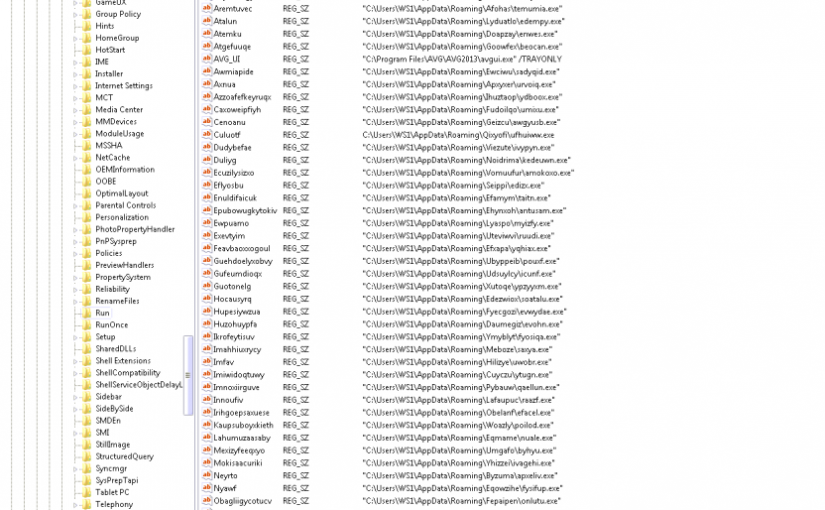 GameUX
Group Policy
Hints
HomeGroup
HotStart
IME
Installer
Internet Settings
MCT
Media Center
MMDevices
ModuleUsage
MSSHA
NetCache
OEMInformation
OOBE
OptimalLayout
Parental Controls
Personalization
PhotoPropertyHandler
PnPSysprep
Policies
PreviewHandlers
PropertySystem
Reliability
RenameFiles
Run
RunOnce
Setup
SharedDLLs
Shell Extensions
ShellCompatibility
ShellServiceObjectDelayL
Sidebar
SideBySide
SMDEn
SMI
StillImage
StructuredQuery
Syncmgr
SysPrepTapi
Tablet PC
Telephony
Aremtuvec REG_SZ "C:\Users\WS1\AppData\Roaming\Afohas\temumia.exe"
Atalun REG_SZ "C:\Users\WS1\AppData\Roaming\Lyduatlo\edempy.exe"
Atemku REG_SZ "C:\Users\WS1\AppData\Roaming\Doapzay\enwes.exe"
Atgefuuqe REG_SZ "C:\Users\WS1\AppData\Roaming\Goowfex\beocan.exe"
AVG_UI REG_SZ "C:\Program Files\AVG\AVG2013\avgui.exe" /TRAYONLY
Awmiapide REG_SZ "C:\Users\WS1\AppData\Roaming\Ewciwu\sadyqid.exe"
Axnua REG_SZ "C:\Users\WS1\AppData\Roaming\Apxyxer\urvoiq.exe"
Azzoafefkeyruqx REG_SZ "C:\Users\WS1\AppData\Roaming\Ihuztaop\ydboox.exe"
Caxoweipfiyh REG_SZ "C:\Users\WS1\AppData\Roaming\Fudoilqo\umixu.exe"
Cenoanu REG_SZ "C:\Users\WS1\AppData\Roaming\Geizcu\awgyusb.exe"
Culuotf REG_SZ C:\Users\WS1\AppData\Roaming\Qixyofi\ufhuiww.exe
Dudybefae REG_SZ "C:\Users\WS1\AppData\Roaming\Viezute\ivypyn.exe"
Duliyg REG_SZ "C:\Users\WS1\AppData\Roaming\Noidrima\kedeuwn.exe"
Ecuzilysizxo REG_SZ "C:\Users\WS1\AppData\Roaming\Vomuufur\amokoxo.exe"
Eflyosbu REG_SZ "C:\Users\WS1\AppData\Roaming\Seippi\edizx.exe"
Enuldifaicuk REG_SZ "C:\Users\WS1\AppData\Roaming\Efamym\taitn.exe"
Epubowugkytokiv REG_SZ "C:\Users\WS1\AppData\Roaming\Ehynxoh\antusam.exe"
Ewpuamo REG_SZ "C:\Users\WS1\AppData\Roaming\Lyaspo\myizfy.exe"
Exevtyim REG_SZ "C:\Users\WS1\AppData\Roaming\Uteviwvi\ruudi.exe"
Feavbaoxxogoul REG_SZ "C:\Users\WS1\AppData\Roaming\Efxapa\yqhiax.exe"
Guehdoelyxobvy REG_SZ "C:\Users\WS1\AppData\Roaming\Ubyppeib\pouxf.exe"
Gufeumdioqx REG_SZ "C:\Users\WS1\AppData\Roaming\Udsuylcy\icunf.exe"
Guotonelg REG_SZ "C:\Users\WS1\AppData\Roaming\Xutoqe\ypzyyxm.exe"
Hocausyrq REG_SZ "C:\Users\WS1\AppData\Roaming\Edezwiox\soatalu.exe"
Hupesiywzua REG_SZ "C:\Users\WS1\AppData\Roaming\Fyecgozi\evwydae.exe"
Huzohuypfa REG_SZ "C:\Users\WS1\AppData\Roaming\Daumegiz\evohn.exe"
Ikrofeytisuv REG_SZ "C:\Users\WS1\AppData\Roaming\Ymyblyt\fyosiqa.exe"
Imahhiuxrycy REG_SZ "C:\Users\WS1\AppData\Roaming\Meboze\saxya.exe"
Imfav REG_SZ "C:\Users\WS1\AppData\Roaming\Hilizye\uwobr.exe"
Imiwidoqtuwy REG_SZ "C:\Users\WS1\AppData\Roaming\Cuyczu\ytugn.exe"
Imnoxiirguve REG_SZ "C:\Users\WS1\AppData\Roaming\Pybauw\qaellun.exe"
Innoufiv REG_SZ "C:\Users\WS1\AppData\Roaming\Lafaupuc\raazf.exe"
Irihgoepsaxuese REG_SZ "C:\Users\WS1\AppData\Roaming\Obelanf\efacel.exe"
Kaupsuboyxkieth REG_SZ "C:\Users\WS1\AppData\Roaming\Woazly\poilod.exe"
Lahumuzaasaby REG_SZ "C:\Users\WS1\AppData\Roaming\Eqmame\nuale.exe"
Mexizyfeeqiyo REG_SZ "C:\Users\WS1\AppData\Roaming\Umgafo\byhyu.exe"
Mokisaacuriki REG_SZ "C:\Users\WS1\AppData\Roaming\Yhizzei\ivagehi.exe"
Neyrto REG_SZ "C:\Users\WS1\AppData\Roaming\Byzuma\apxeliv.exe"
Nyawf REG_SZ "C:\Users\WS1\AppData\Roaming\Eqowzihe\fysifup.exe"
Obagliigycotucv REG_SZ "C:\Users\WS1\AppData\Roaming\Fepaipen\onlutu.exe"